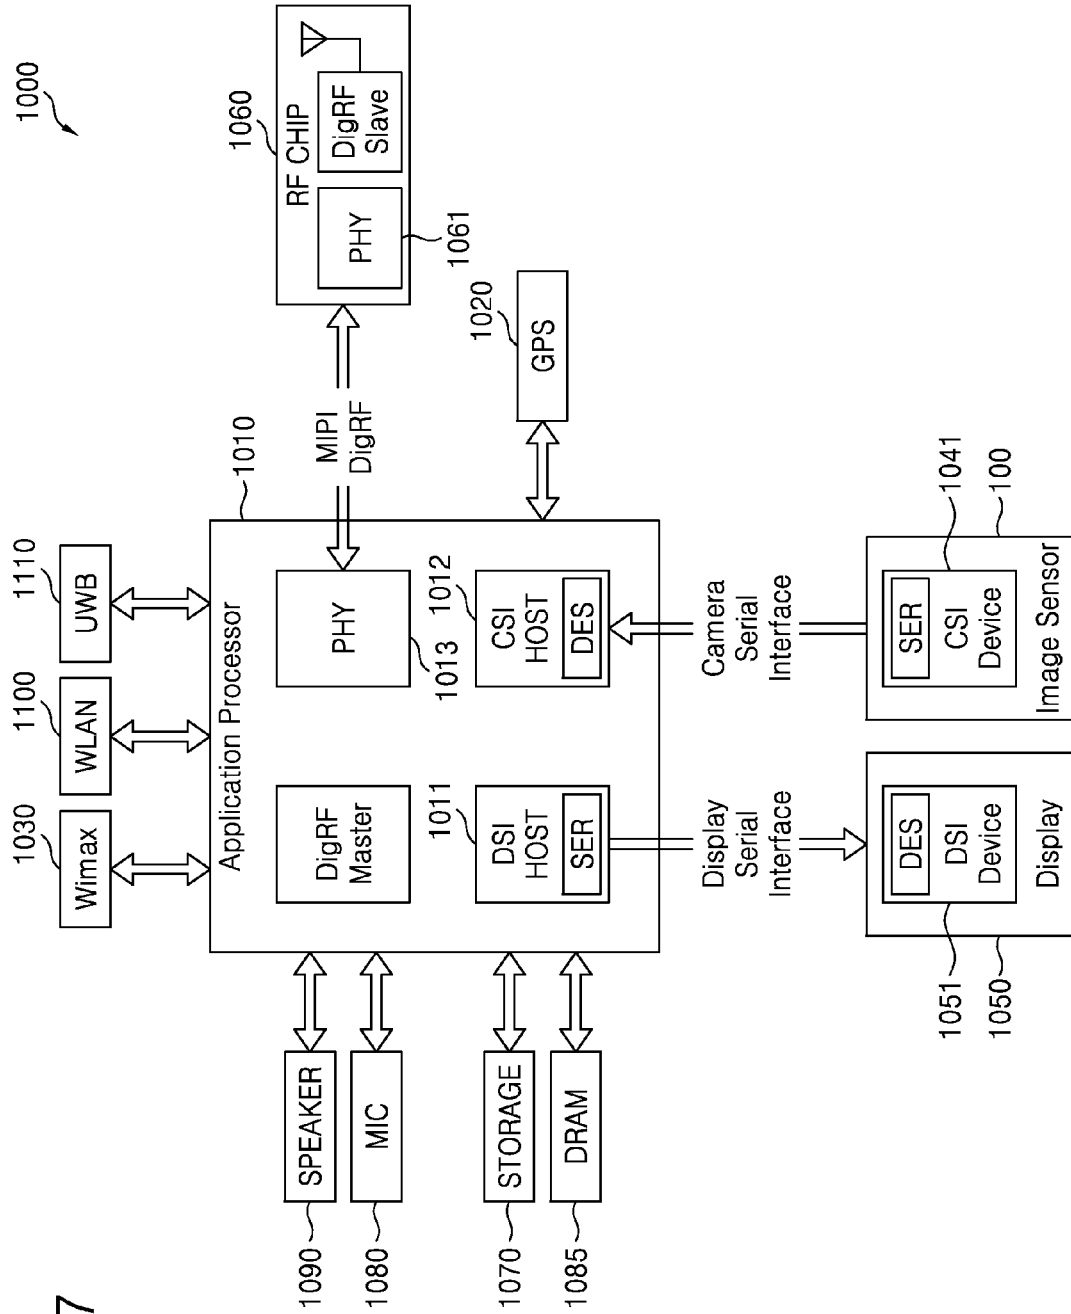 7
1000
1060
RF CHIP
PHY
DigRF
Slave
1061
MIPI
DigRF
1020
GPS
1030
Wimax
1100
WLAN
1110
UWB
1010
Application Processor
DigRF
Master
PHY
1013
1011
DSI
HOST
SER
1012
CSI
HOST
DES
1090
SPEAKER
1080
MIC
1070
STORAGE
1085
DRAM
Display
Serial
Interface
Camera
Serial
Interface
DES
DSI
Device
Display
1051
1050
SER
CSI
Device
Image Sensor
1041
100